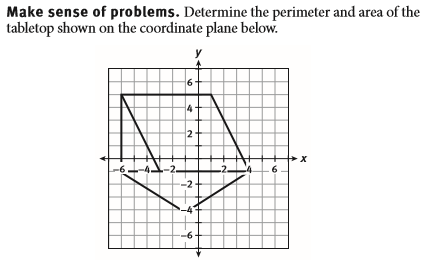 Make sense of problems. Determine the perimeter and area of the
tabletop shown on the coordinate plane below.
y
6
4
2
-6 -4 -2 2 4 6 x
-2
-4
-6